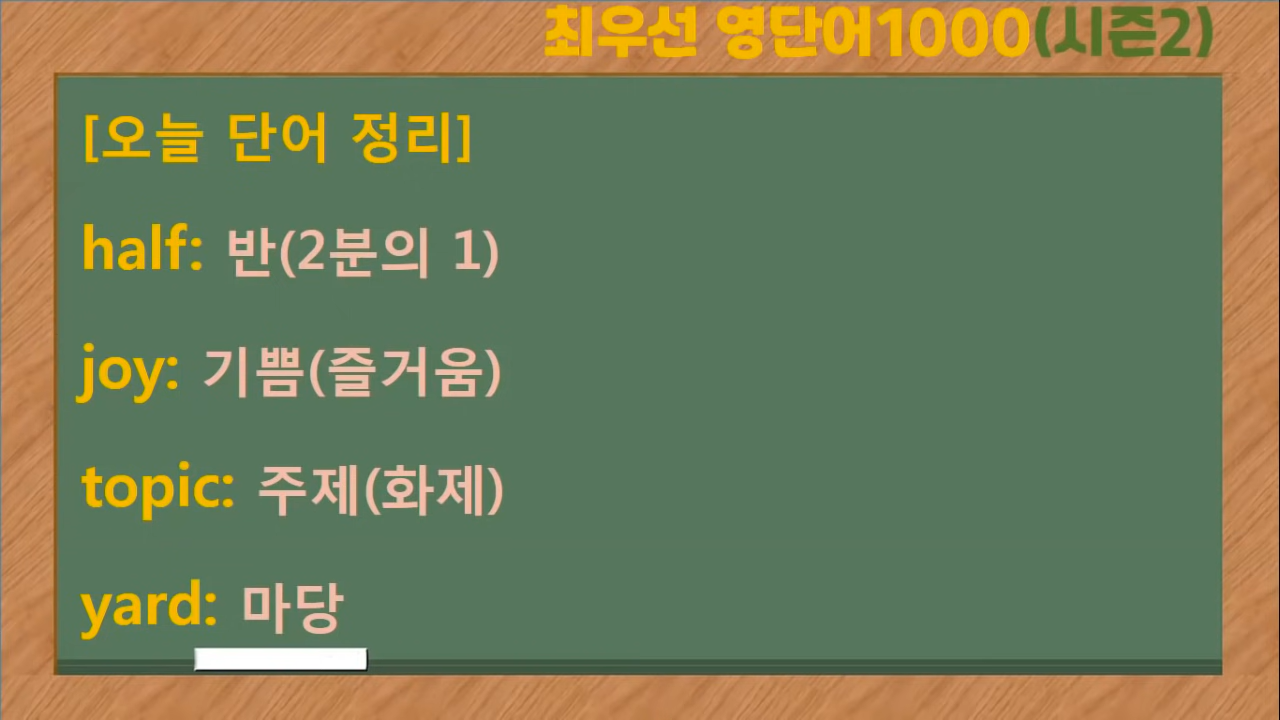 최우선 영단어1000(시즌2)
[오늘 단어 정리]
half: 반(2분의 1)
joy: 기쁨(즐거움)
topic: 주제(화제)
yard: 마당